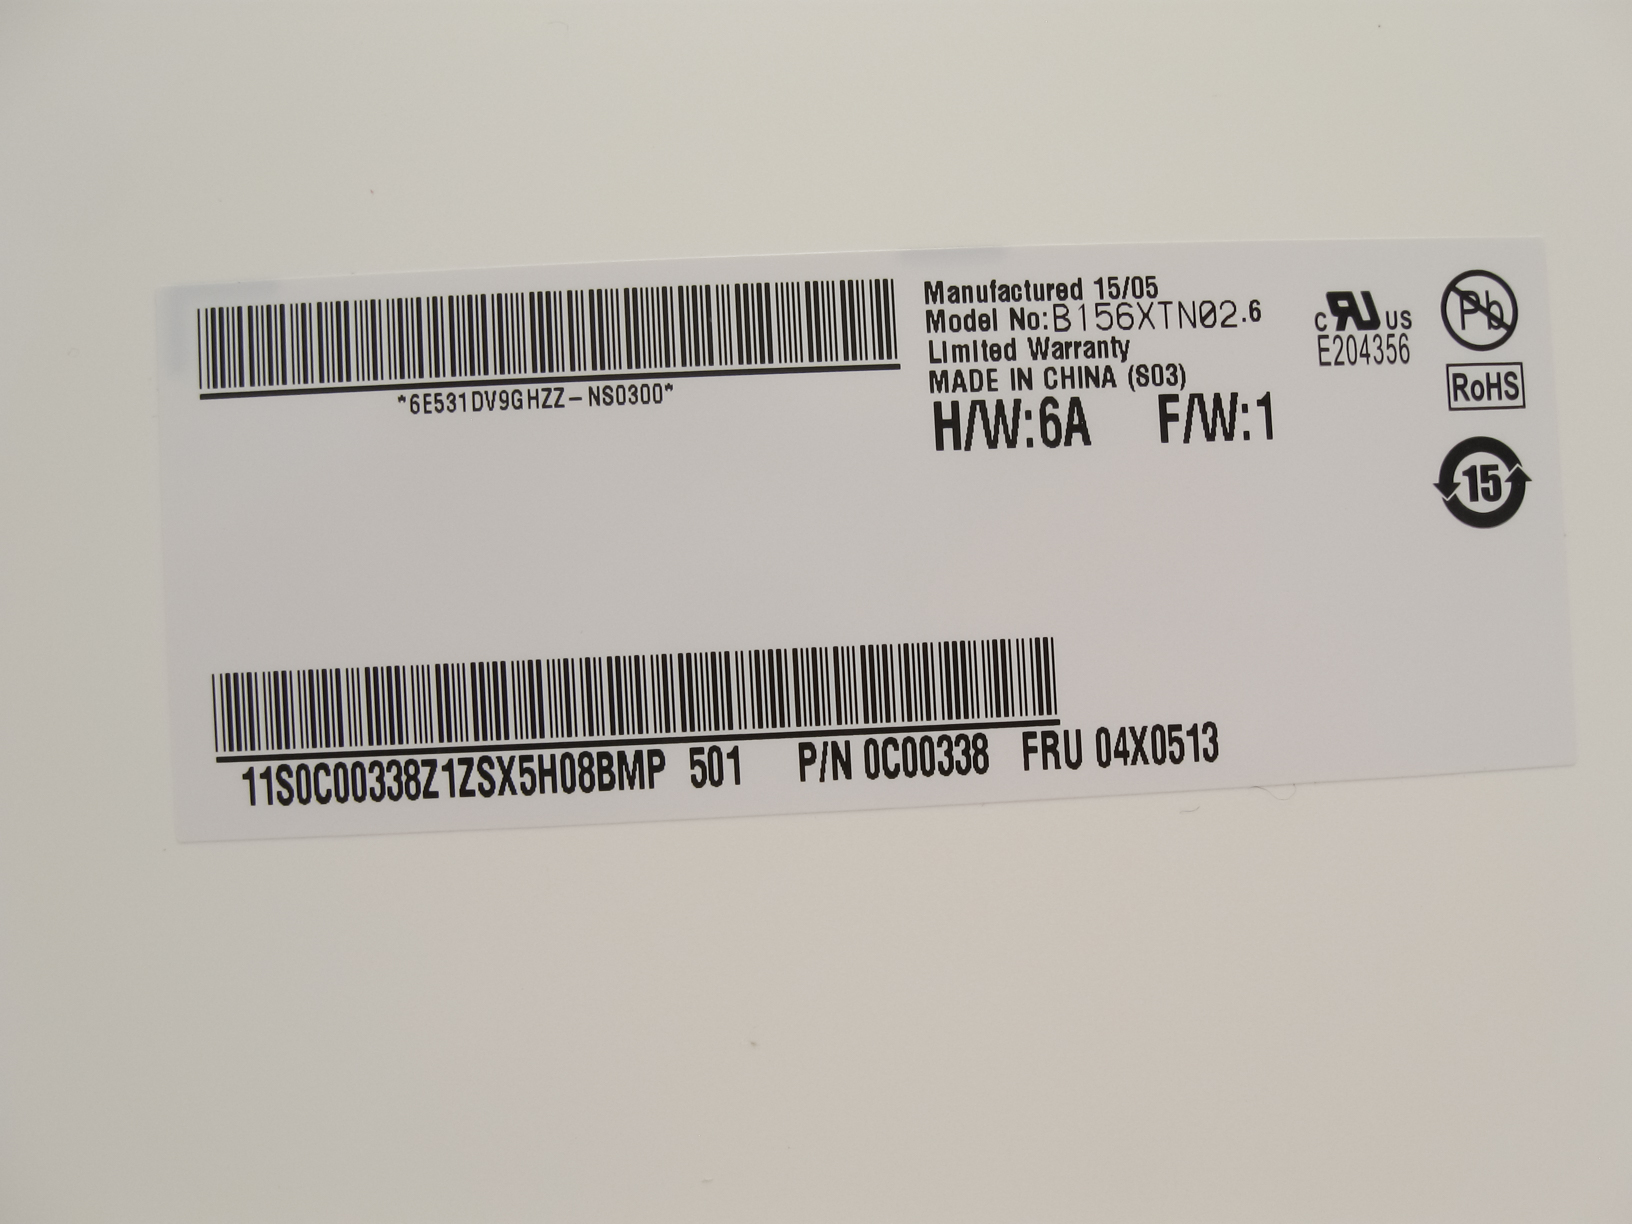 *6E531DV9GHZZ-NS0300*
Manufactured 15/05
Model No:B156XTN02.6
Limited Warranty
MADE IN CHINA (S03)
H/W:6A F/W:1
c RU US
E204356
Pb
RoHS
15
11S0C00338Z1ZSX5H08BMP 501 P/N 0C00338 FRU 04X0513